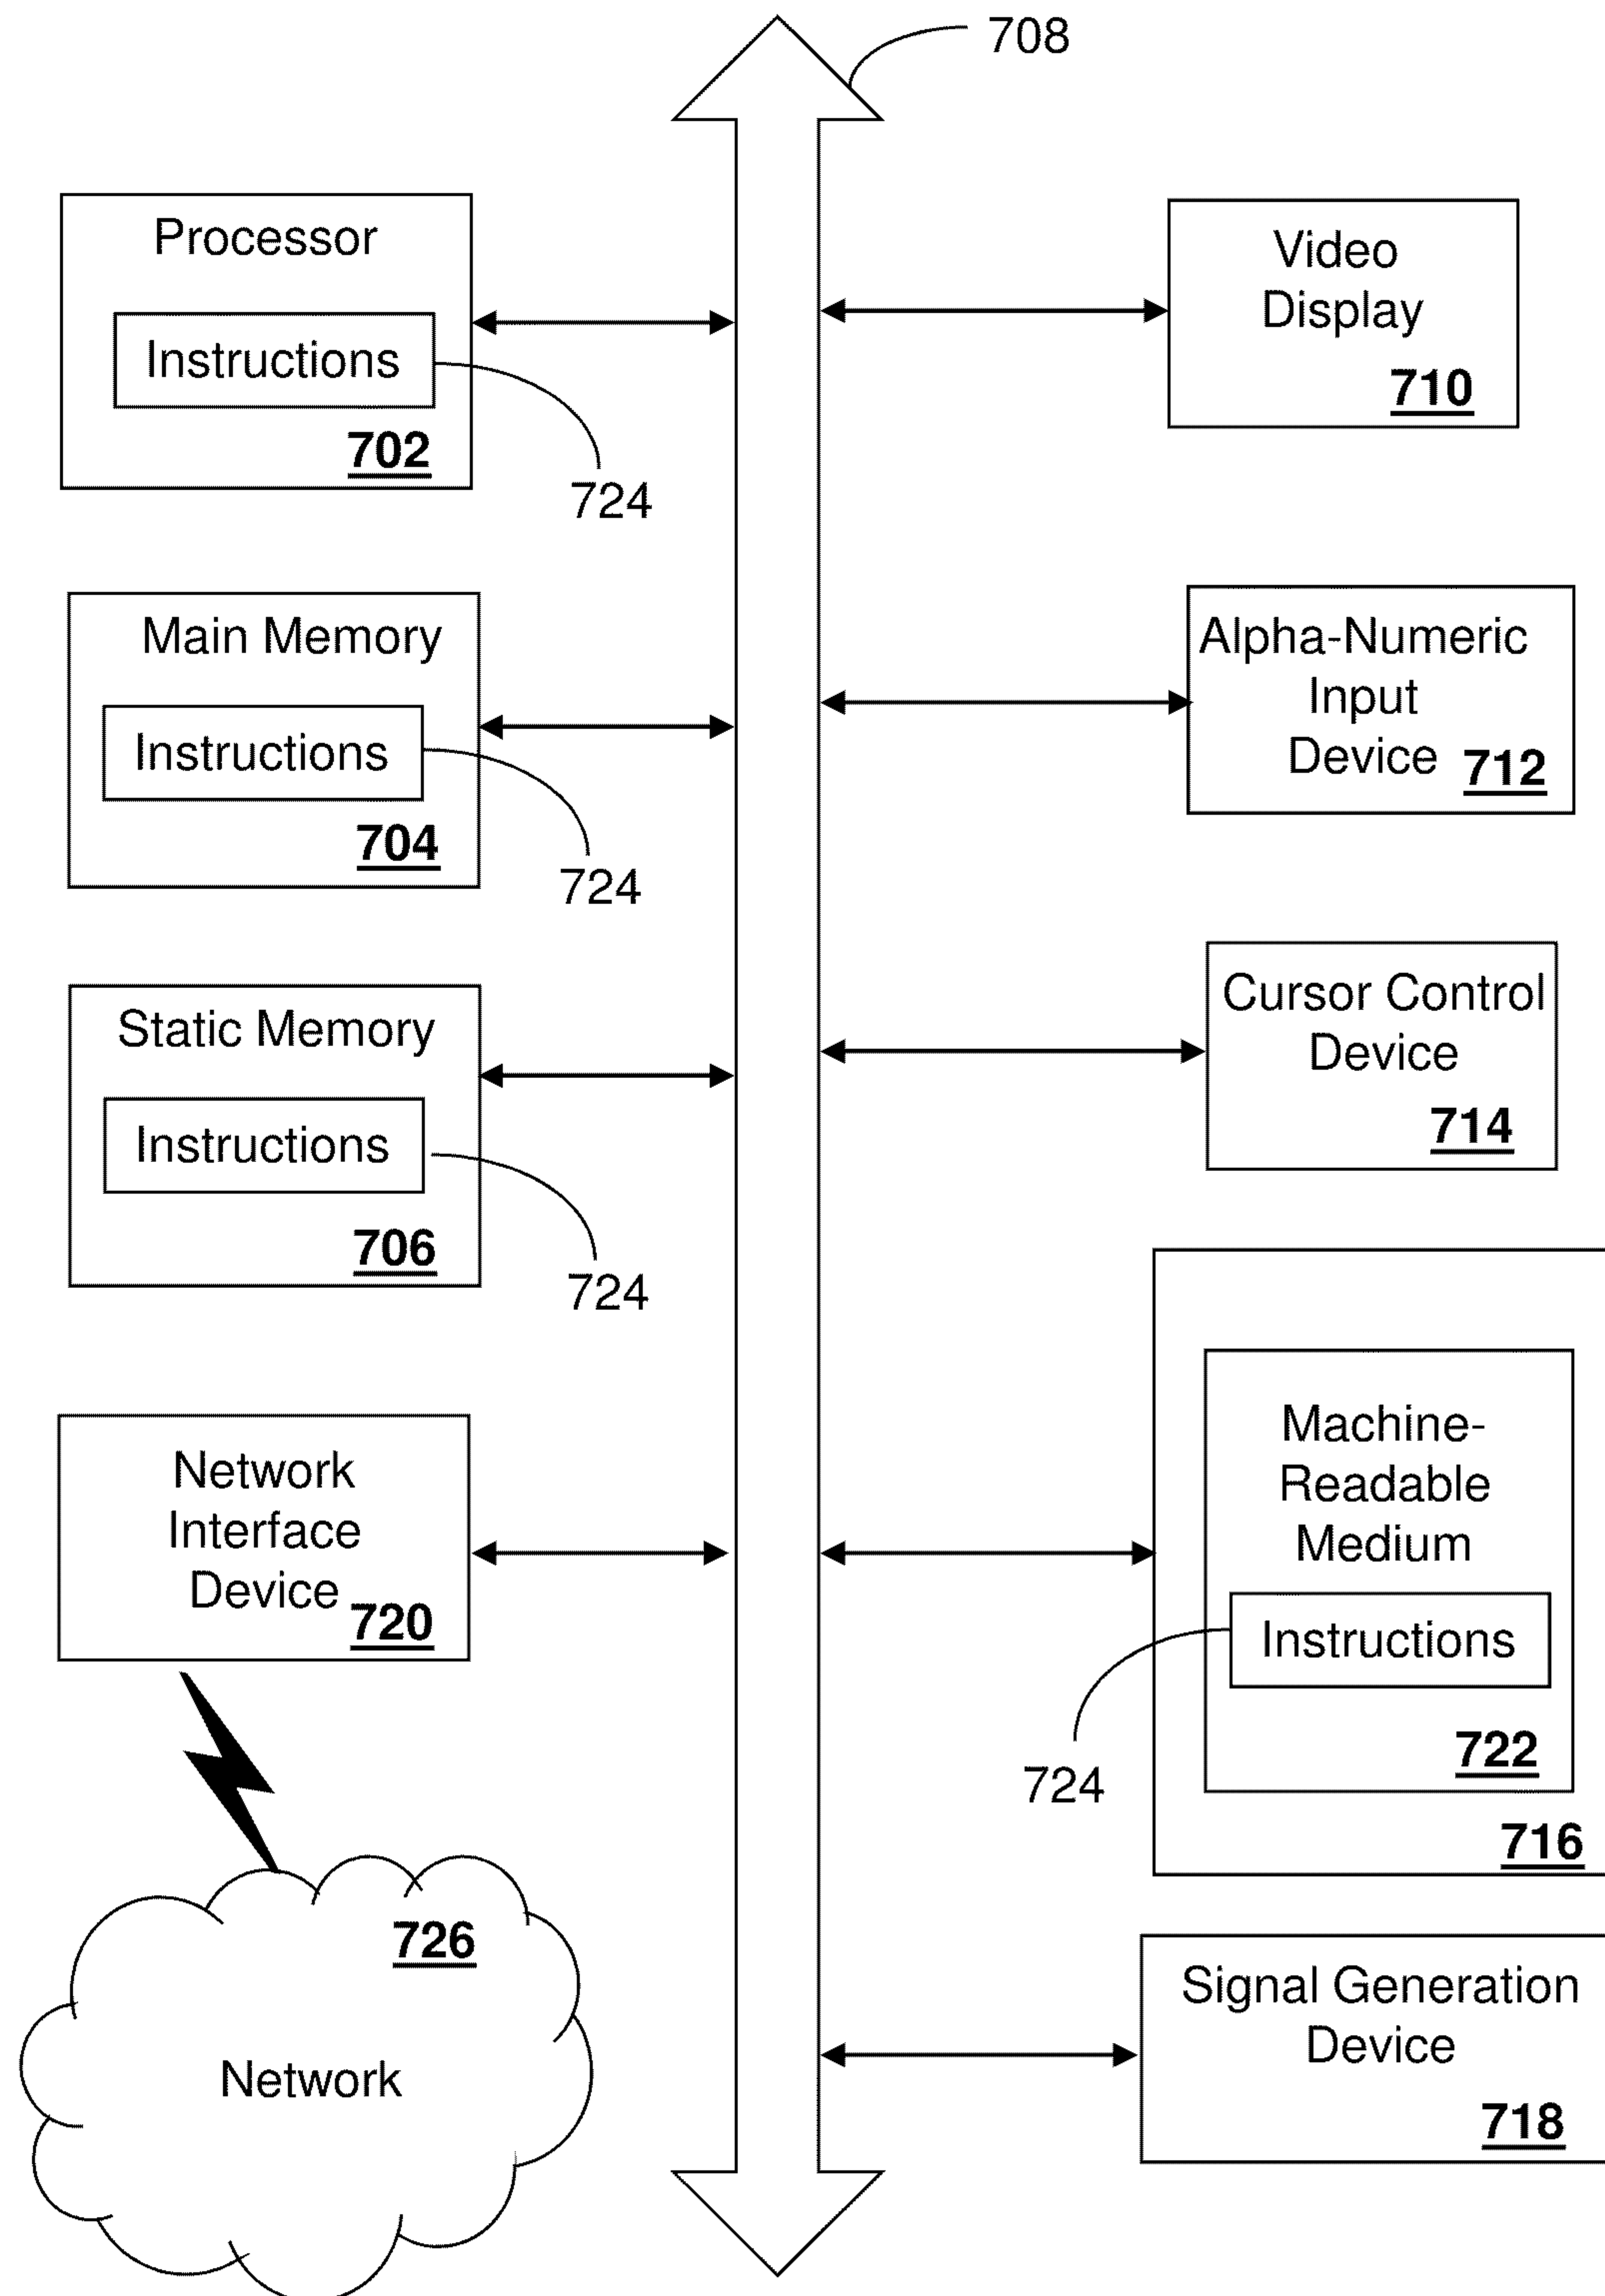 708
Processor
Instructions
702
724
Main Memory
Instructions
704
724
Static Memory
Instructions
706
724
Network
Interface
Device
720
726
Network
Video
Display
710
Alpha-Numeric
Input
Device
712
Cursor Control
Device
714
Machine-
Readable
Medium
Instructions
722
724
716
Signal Generation
Device
718